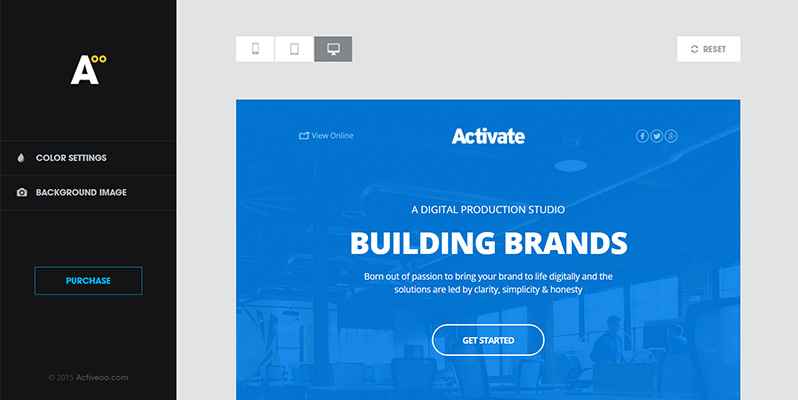 A°°
COLOR SETTINGS
BACKGROUND IMAGE
PURCHASE
© 2015 Activeoo.com
RESET
View Online
Activate
A DIGITAL PRODUCTION STUDIO
BUILDING BRANDS
Born out of passion to bring your brand to life digitally and the
solutions are led by clarity, simplicity & honesty
GET STARTED